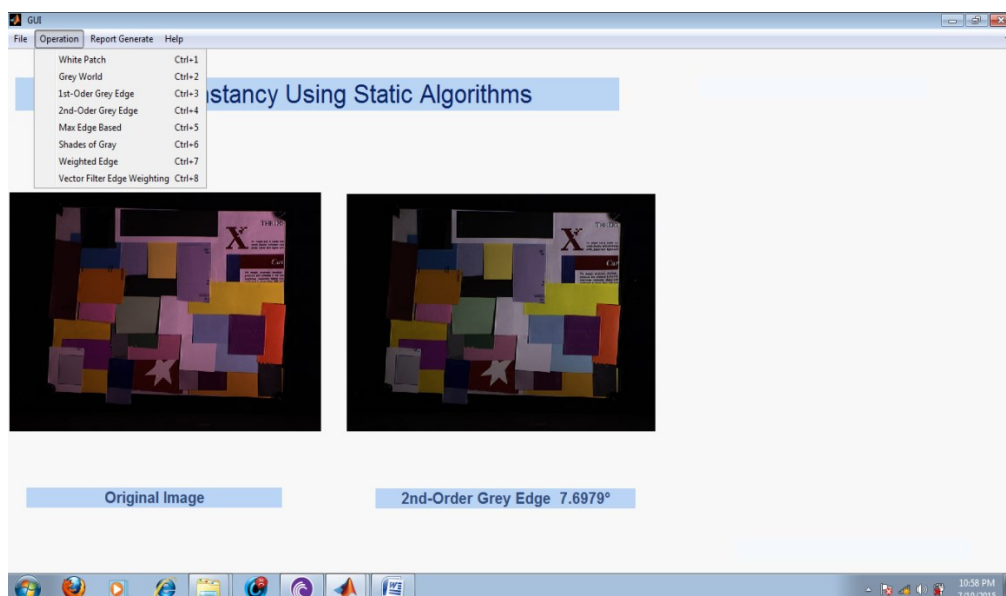 GUI
File Operation Report Generate Help
White Patch Ctrl+1
Grey World Ctrl+2
1st-Oder Grey Edge Ctrl+3
2nd-Oder Grey Edge Ctrl+4
Max Edge Based Ctrl+5
Shades of Gray Ctrl+6
Weighted Edge Ctrl+7
Vector Filter Edge Weighting Ctrl+8
stancy Using Static Algorithms
X
X
Original Image
2nd-Order Grey Edge 7.6979°
10:58 PM